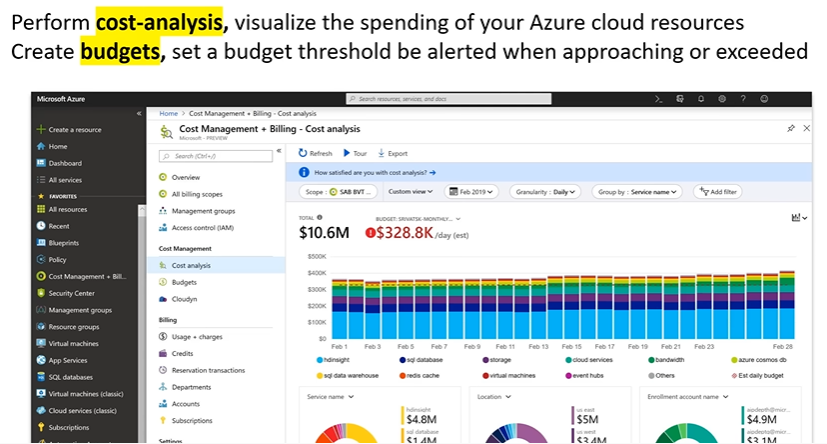 Perform cost-analysis, visualize the spending of your Azure cloud resources
Create budgets, set a budget threshold be alerted when approaching or exceeded
Microsoft Azure
Search resources, services, and docs
Home > Cost Management + Billing - Cost analysis
Cost Management + Billing - Cost analysis
Microsoft - PREVIEW
Create a resource
Home
Dashboard
All services
FAVORITES
All resources
Recent
Blueprints
Policy
Cost Management + Bill...
Security Center
Management groups
Resource groups
Virtual machines
App Services
SQL databases
Virtual machines (classic)
Cloud services (classic)
Subscriptions
Search (Ctrl+/)
Overview
All billing scopes
Management groups
Access control (IAM)
Cost Management
Cost analysis
Budgets
Cloudyn
Billing
Usage + charges
Credits
Reservation transactions
Departments
Accounts
Subscriptions
Settings
Refresh Tour Export
How satisfied are you with cost analysis?
Scope : SAB BVT ... Custom view Feb 2019 Granularity : Daily Group by : Service name Add filter
TOTAL BUDGET: SRIVATSK-MONTHLY...
$10.6M $328.8K /day (est)
$500K
$400K
$300K
$200K
$100K
$0
Feb 1 Feb 3 Feb 5 Feb 7 Feb 9 Feb 11 Feb 13 Feb 15 Feb 17 Feb 19 Feb 21 Feb 23 Feb 28
hdinsight sql database storage cloud services bandwidth azure cosmos db
sql data warehouse redis cache virtual machines event hubs Others Est daily budget
Service name Location Enrollment account name
hdinsight
$4.8M
sql database
$1.4M
us east
$5M
us west
$3.4M
$4.9M
$3.1M